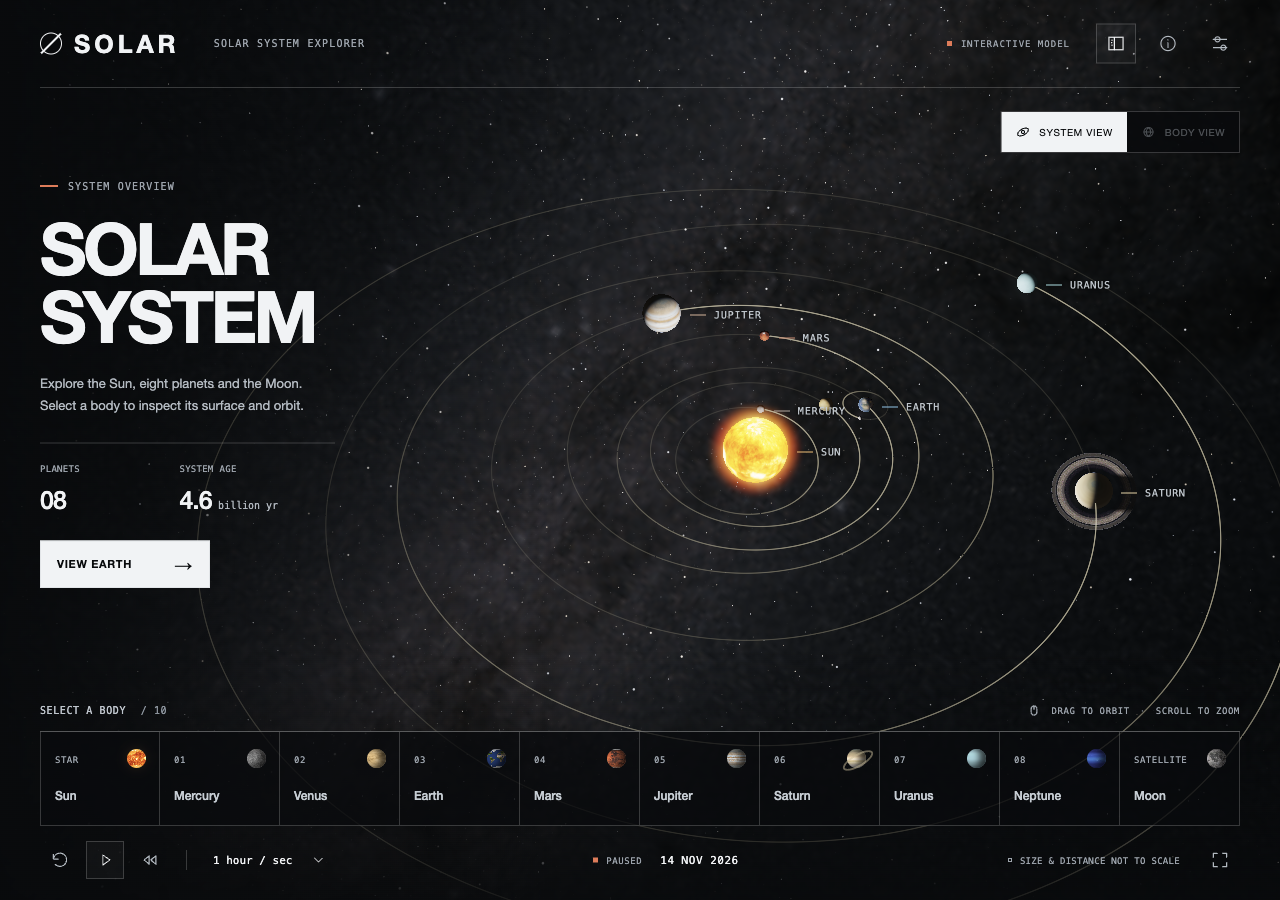 SOLAR
SOLAR SYSTEM EXPLORER
INTERACTIVE MODEL
SYSTEM VIEW
BODY VIEW
SYSTEM OVERVIEW
SOLAR
SYSTEM
Explore the Sun, eight planets and the Moon.
Select a body to inspect its surface and orbit.
PLANETS
SYSTEM AGE
08
4.6 billion yr
VIEW EARTH →
URANUS
JUPITER
MARS
MERCURY
EARTH
SUN
SATURN
SELECT A BODY / 10
DRAG TO ORBIT · SCROLL TO ZOOM
STAR
Sun
01
Mercury
02
Venus
03
Earth
04
Mars
05
Jupiter
06
Saturn
07
Uranus
08
Neptune
SATELLITE
Moon
1 hour / sec
PAUSED
14 NOV 2026
SIZE & DISTANCE NOT TO SCALE